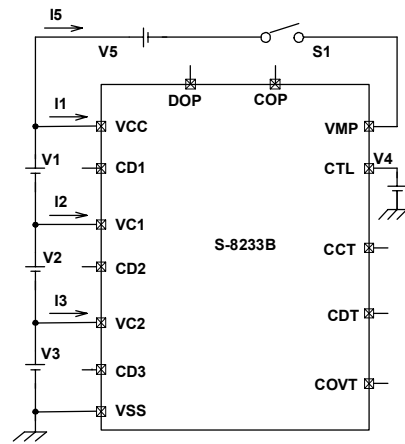 I5
V5
S1
DOP
COP
I1
VCC
VMP
V1
CD1
CTL
V4
I2
VC1
S-8233B
CCT
V2
CD2
I3
VC2
CDT
V3
CD3
COVT
VSS